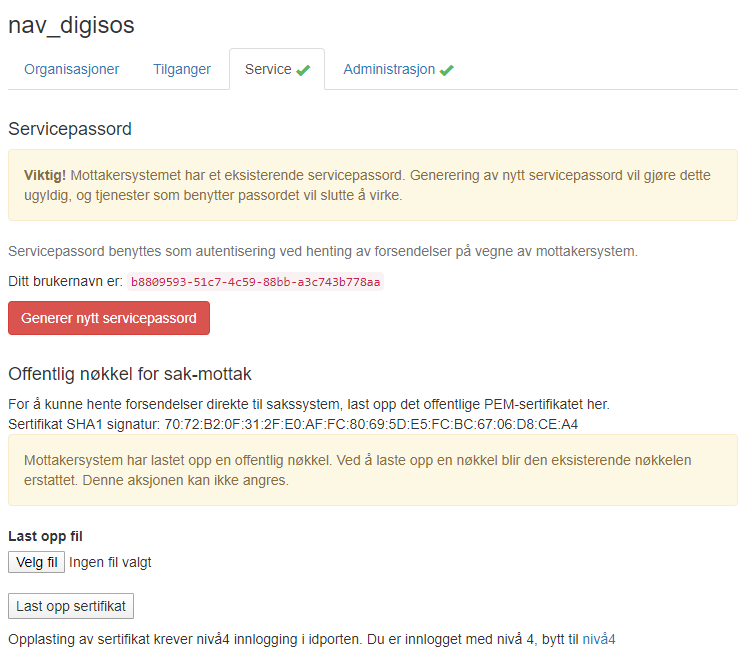 nav_digisos
Organisasjoner Tilganger Service Administrasjon
Servicepassord
Viktig! Mottakersystemet har et eksisterende servicepassord. Generering av nytt servicepassord vil gjøre dette
ugyldig, og tjenester som benytter passordet vil slutte å virke.
Servicepassord benyttes som autentisering ved henting av forsendelser på vegne av mottakersystem.
Ditt brukernavn er: b8809593-51c7-4c59-88bb-a3c743b778aa
Generer nytt servicepassord
Offentlig nøkkel for sak-mottak
For å kunne hente forsendelser direkte til sakssystem, last opp det offentlige PEM-sertifikatet her.
Sertifikat SHA1 signatur: 70:72:B2:0F:31:2F:E0:AF:FC:80:69:5D:E5:FC:BC:67:06:D8:CE:A4
Mottakersystem har lastet opp en offentlig nøkkel. Ved å laste opp en nøkkel blir den eksisterende nøkkelen
erstattet. Denne aksjonen kan ikke angres.
Last opp fil
Velg fil Ingen fil valgt
Last opp sertifikat
Opplasting av sertifikat krever nivå4 innlogging i idporten. Du er innlogget med nivå 4, bytt til nivå4